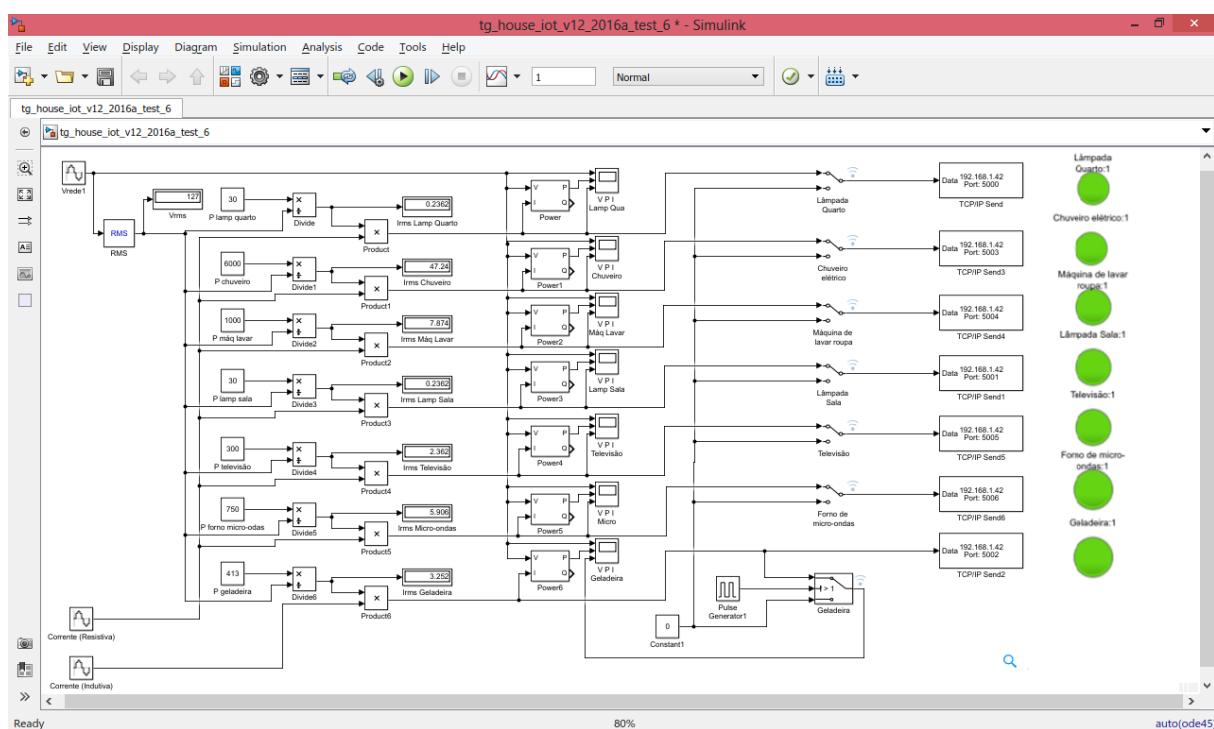 tg_house_iot_v12_2016a_test_6 * - Simulink
File Edit View Display Diagram Simulation Analysis Code Tools Help
1
Normal
tg_house_iot_v12_2016a_test_6
tg_house_iot_v12_2016a_test_6
Vrede1
RMS
RMS
127
Vrms
30
P lamp quarto
Divide
Product
0.2362
Irms Lamp Quarto
V P
I Q
Power
V P I
Lamp Qua
Lâmpada
Quarto
Data 192.168.1.42
Port: 5000
TCP/IP Send
Lâmpada
Quarto:1
6000
P chuveiro
Divide1
Product1
47.24
Irms Chuveiro
V P
I Q
Power1
V P I
Chuveiro
Chuveiro
elétrico
Data 192.168.1.42
Port: 5003
TCP/IP Send3
Chuveiro elétrico:1
1000
P máq lavar
Divide2
Product2
7.874
Irms Máq Lavar
V P
I Q
Power2
V P I
Máq Lavar
Máquina de
lavar roupa
Data 192.168.1.42
Port: 5004
TCP/IP Send4
Máquina de lavar
roupa:1
30
P lamp sala
Divide3
Product3
0.2362
Irms Lamp Sala
V P
I Q
Power3
V P I
Lamp Sala
Lâmpada
Sala
Data 192.168.1.42
Port: 5001
TCP/IP Send1
Lâmpada Sala:1
300
P televisão
Divide4
Product4
2.362
Irms Televisão
V P
I Q
Power4
V P I
Televisão
Televisão
Data 192.168.1.42
Port: 5005
TCP/IP Send5
Televisão:1
750
P forno micro-odas
Divide5
Product5
5.906
Irms Micro-ondas
V P
I Q
Power5
V P I
Micro
Forno de
micro-ondas
Data 192.168.1.42
Port: 5006
TCP/IP Send6
Forno de micro-
ondas:1
413
P geladeira
Divide6
Product6
3.252
Irms Geladeira
V P
I Q
Power6
V P I
Geladeira
Data 192.168.1.42
Port: 5002
TCP/IP Send2
Geladeira:1
Pulse
Generator1
> 1
Geladeira
0
Constant1
Corrente (Resistiva)
Corrente (Indutiva)
Ready
80%
auto(ode45)